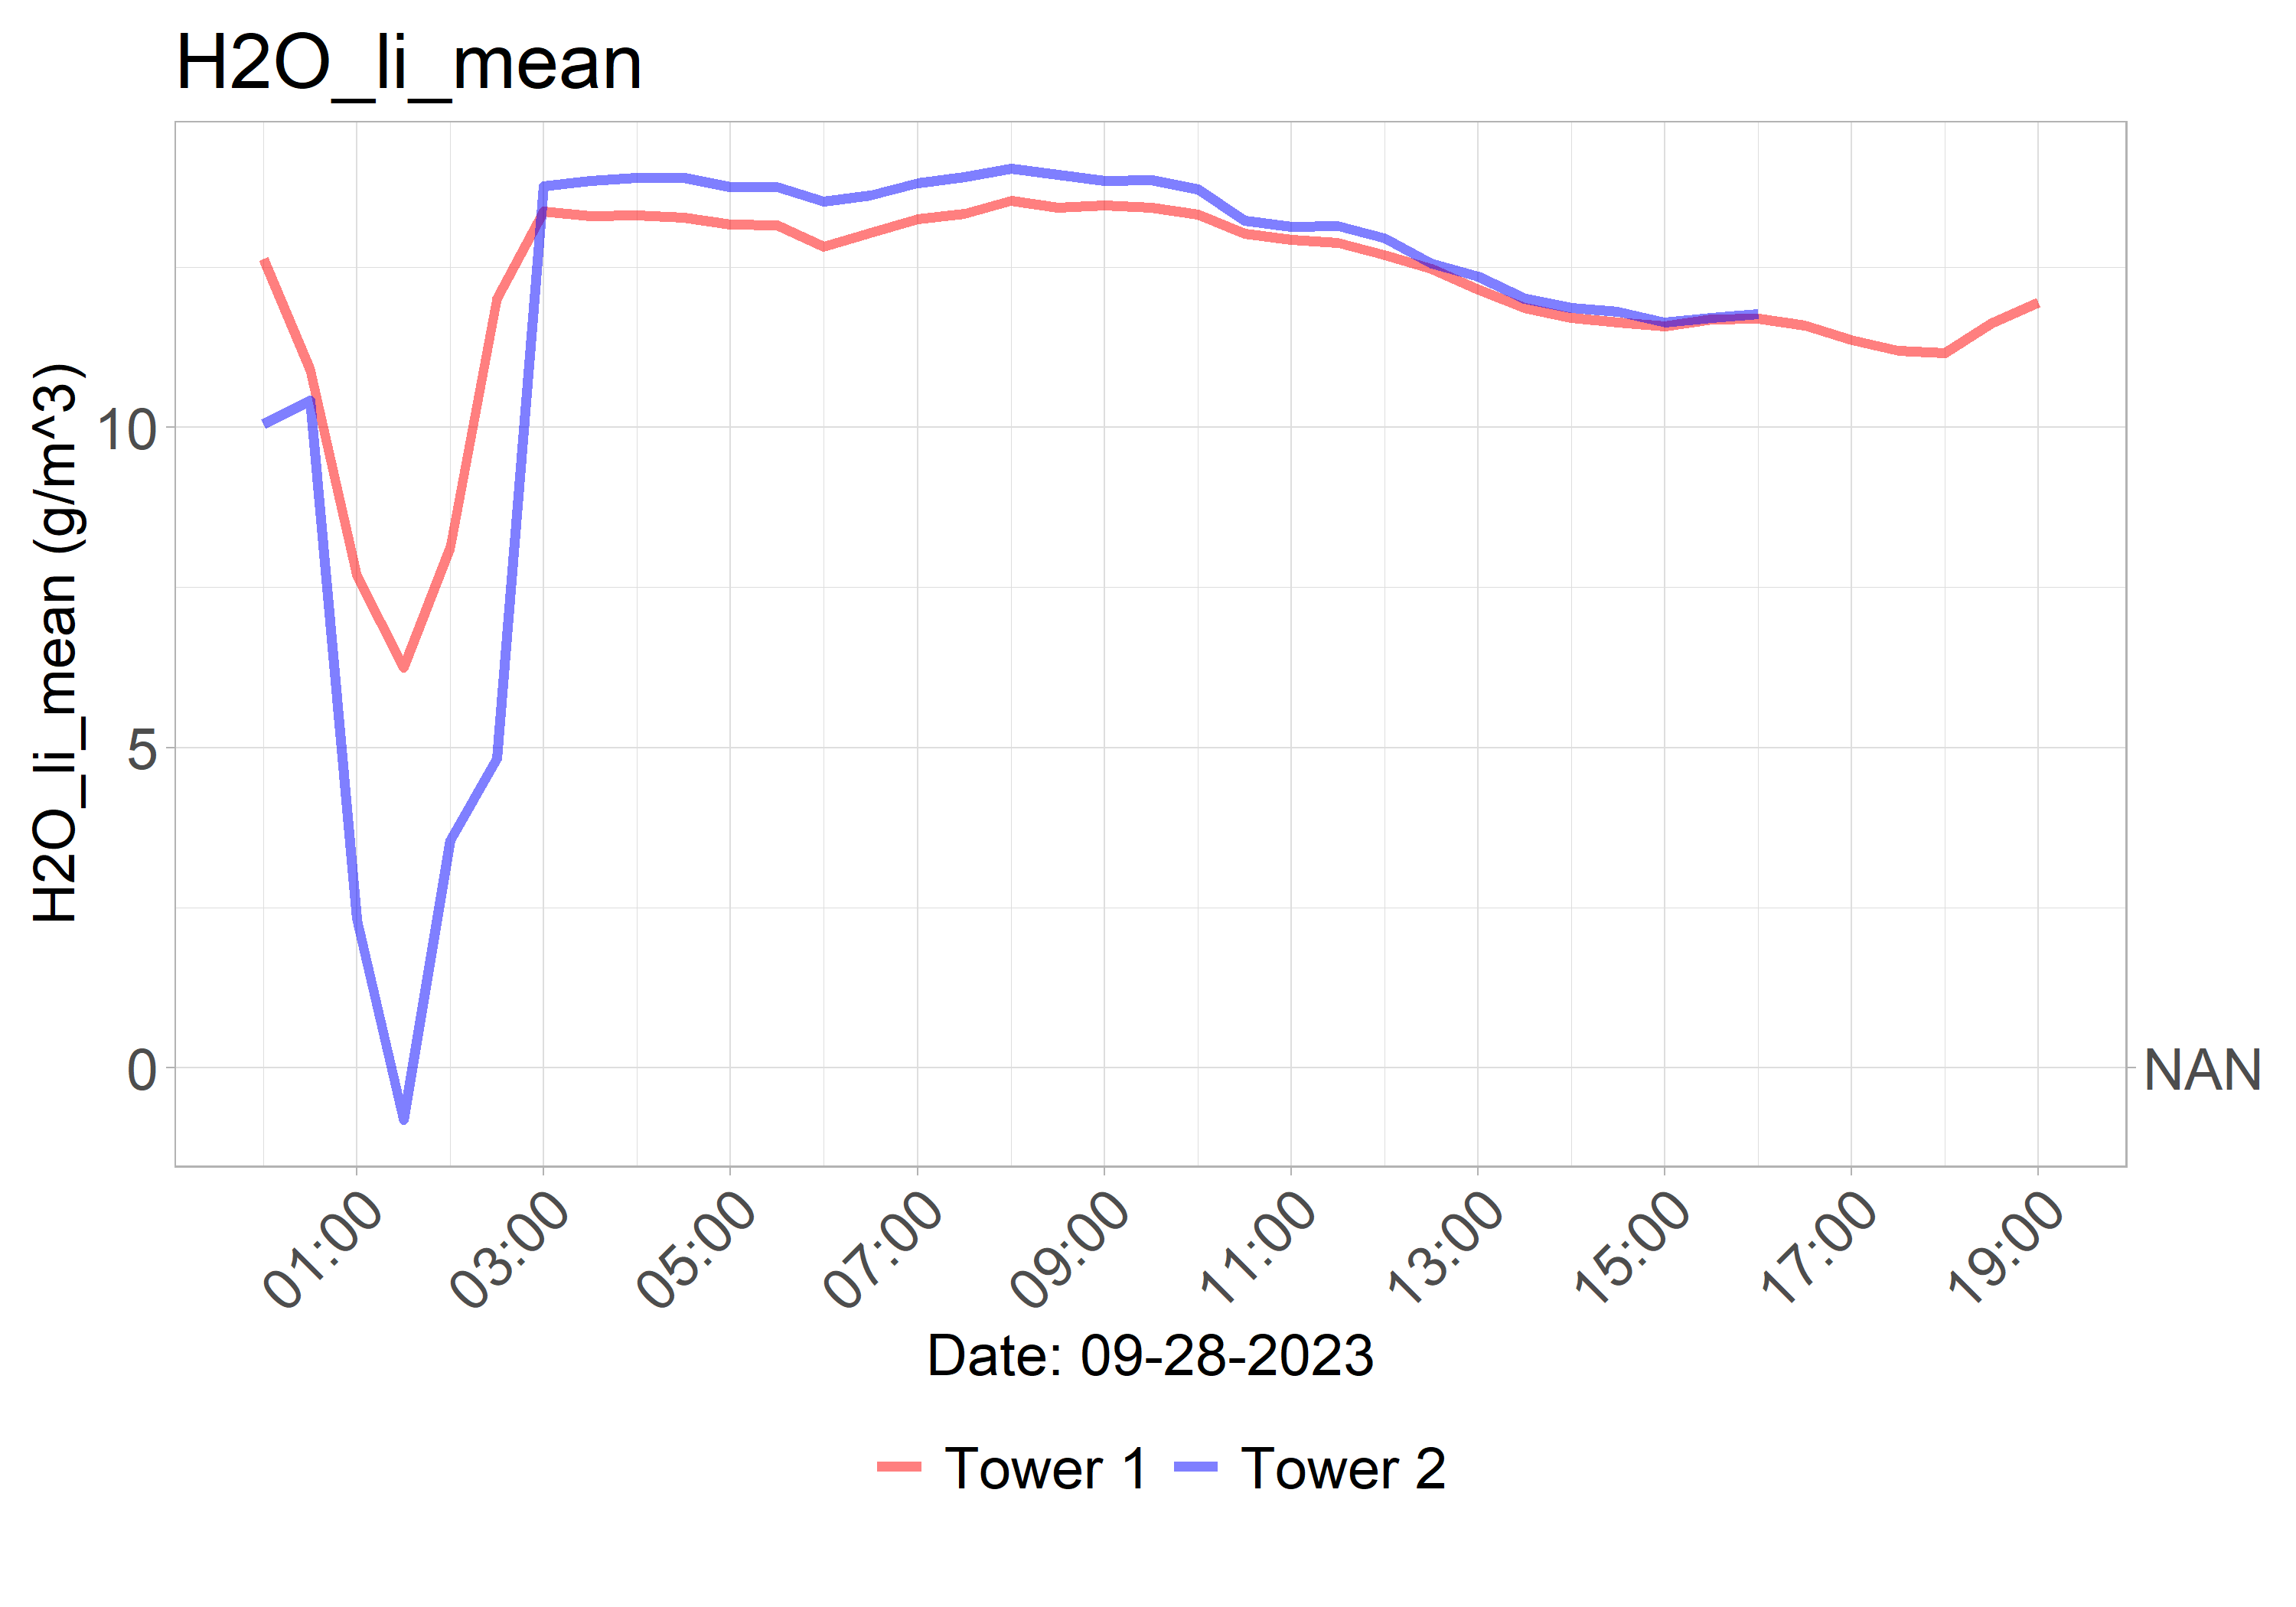 H2O_li_mean
H2O_li_mean (g/m^3)
10
5
0
NAN
01:00
03:00
05:00
07:00
09:00
11:00
13:00
15:00
17:00
19:00
Date: 09-28-2023
Tower 1
Tower 2